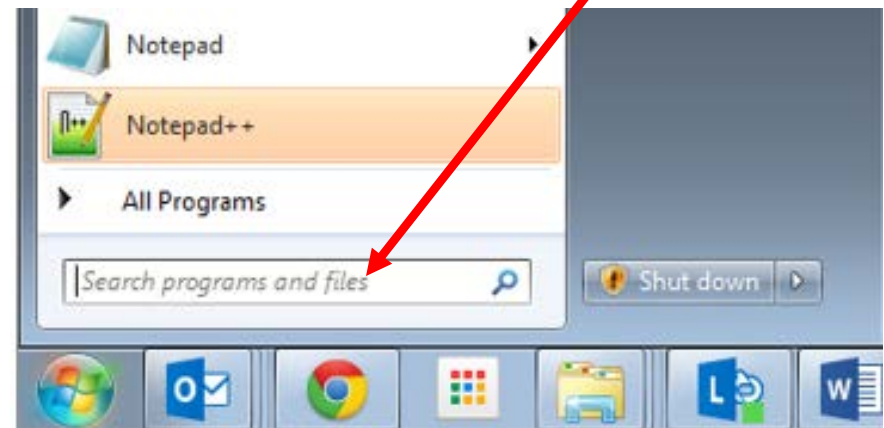 Notepad
Notepad++
All Programs
Search programs and files
Shut down